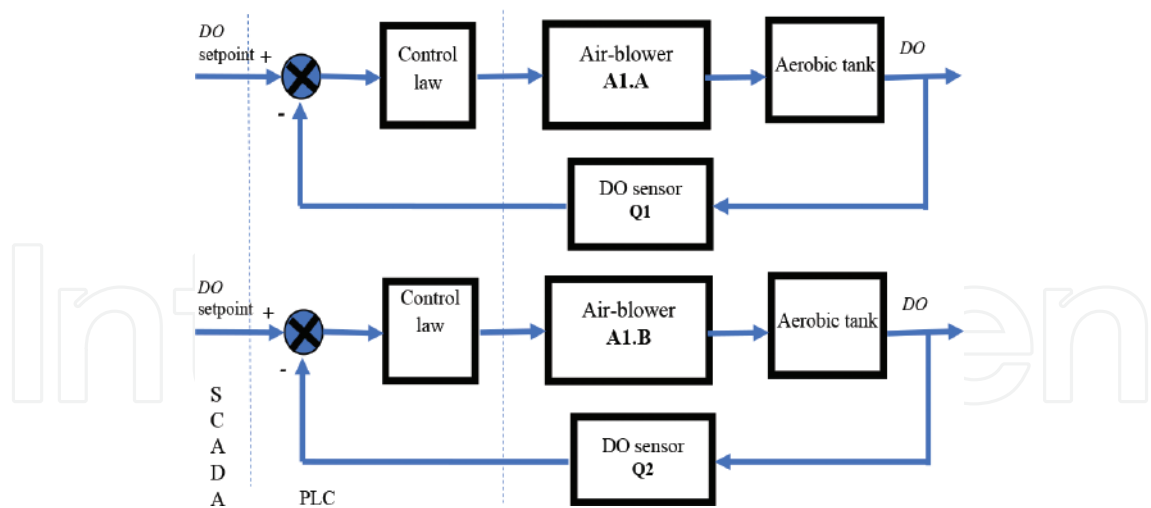 DO
setpoint
+
-
Control
law
Air-blower
A1.A
Aerobic tank
DO
DO sensor
Q1
DO
setpoint
+
-
Control
law
Air-blower
A1.B
Aerobic tank
DO
DO sensor
Q2
S
C
A
D
A
PLC